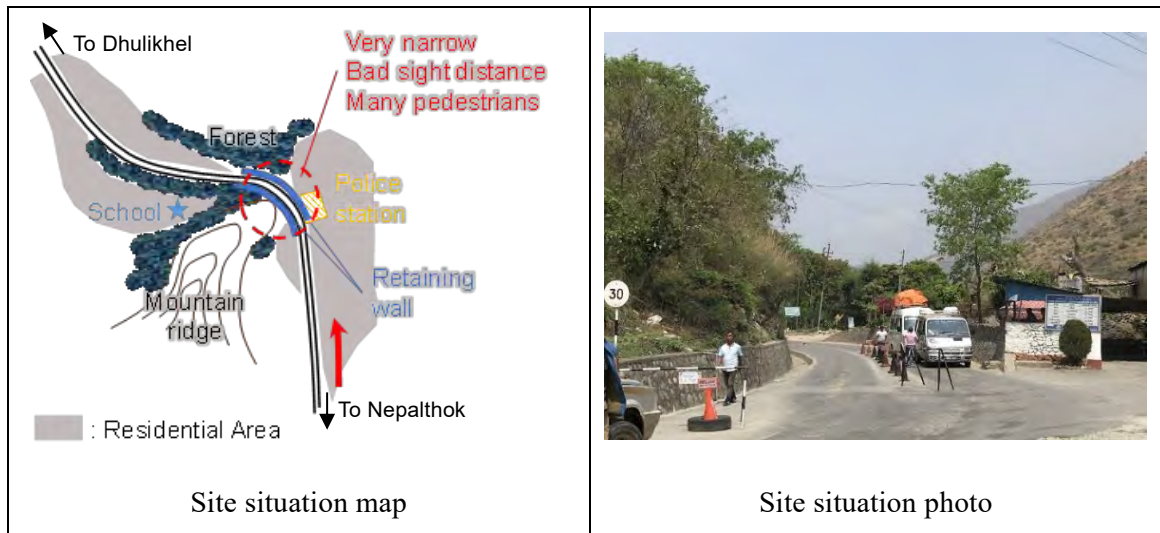 To Dhulikhel
Very narrow
Bad sight distance
Many pedestrians
Forest
Police
station
School
Retaining
wall
Mountain
ridge
To Nepalthok
: Residential Area
Site situation map
30
Site situation photo